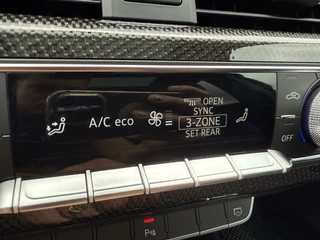 OPEN
SYNC
A/C eco
3-ZONE
SET REAR
OFF
P